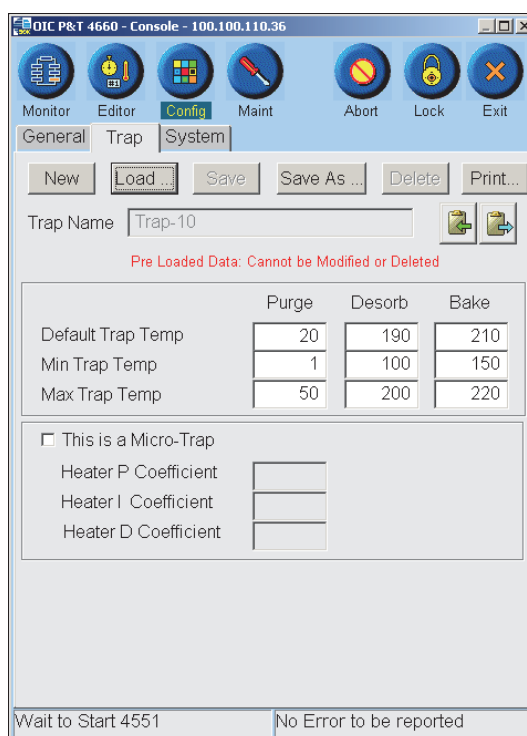 OIC P&T 4660 - Console - 100.100.110.36
Monitor Editor Config Maint Abort Lock Exit
General Trap System
New Load ... Save Save As ... Delete Print...
Trap Name Trap-10
Pre Loaded Data: Cannot be Modified or Deleted
Purge Desorb Bake
Default Trap Temp 20 190 210
Min Trap Temp 1 100 150
Max Trap Temp 50 200 220
This is a Micro-Trap
Heater P Coefficient
Heater I Coefficient
Heater D Coefficient
Wait to Start 4551 No Error to be reported